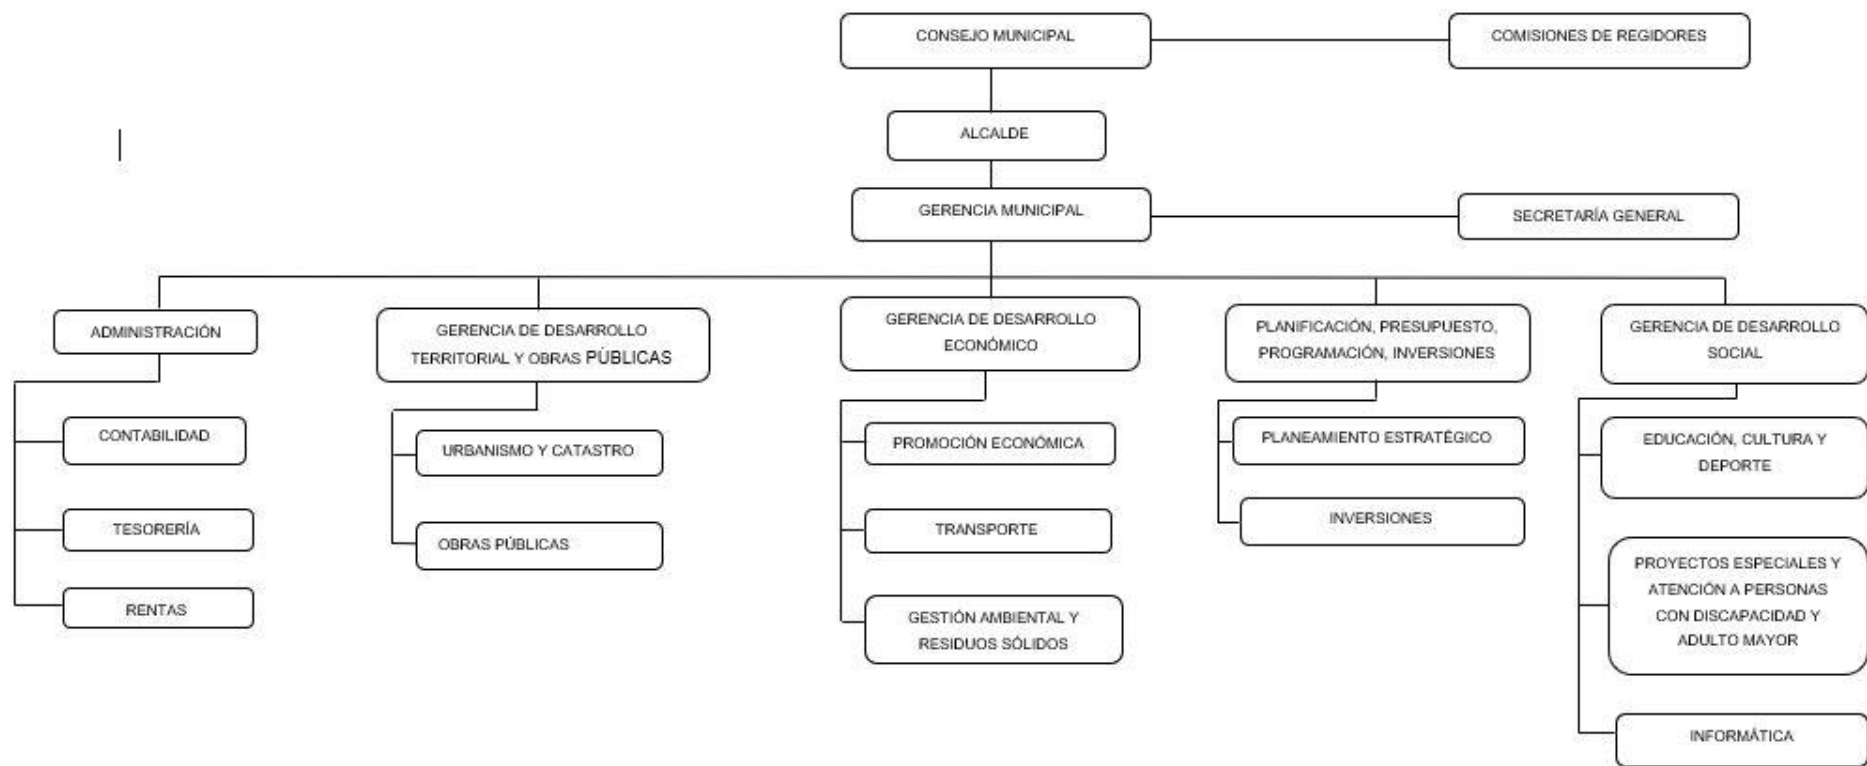 CONSEJO MUNICIPAL
COMISIONES DE REGIDORES
ALCALDE
GERENCIA MUNICIPAL
SECRETARÍA GENERAL
ADMINISTRACIÓN
CONTABILIDAD
TESORERÍA
RENTAS
GERENCIA DE DESARROLLO
TERRITORIAL Y OBRAS PÚBLICAS
URBANISMO Y CATASTRO
OBRAS PÚBLICAS
GERENCIA DE DESARROLLO
ECONÓMICO
PROMOCIÓN ECONÓMICA
TRANSPORTE
GESTIÓN AMBIENTAL Y
RESIDUOS SÓLIDOS
PLANIFICACIÓN, PRESUPUESTO,
PROGRAMACIÓN, INVERSIONES
PLANEAMIENTO ESTRATÉGICO
INVERSIONES
GERENCIA DE DESARROLLO
SOCIAL
EDUCACIÓN, CULTURA Y
DEPORTE
PROYECTOS ESPECIALES Y
ATENCIÓN A PERSONAS
CON DISCAPACIDAD Y
ADULTO MAYOR
INFORMÁTICA